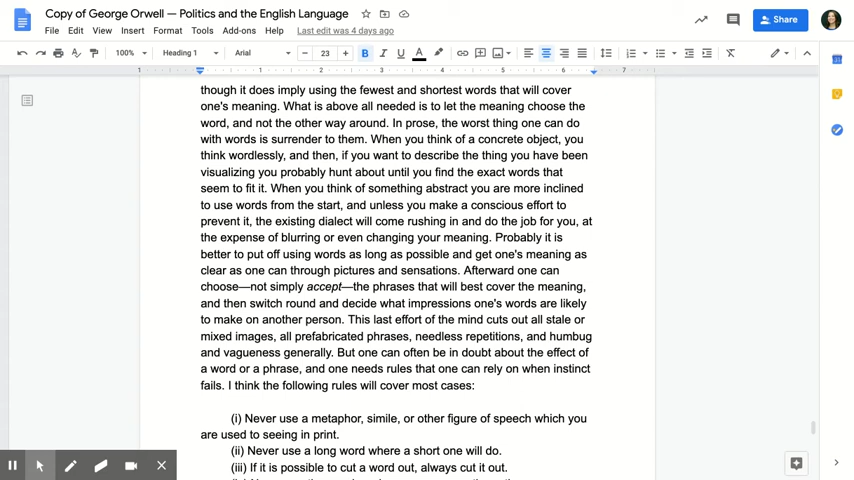 Copy of George Orwell — Politics and the English Language
File Edit View Insert Format Tools Add-ons Help Last edit was 4 days ago
Share
100% Heading 1 Arial 23 B I U A
1 1 2 3 4 5 6 7
though it does imply using the fewest and shortest words that will cover
one's meaning. What is above all needed is to let the meaning choose the
word, and not the other way around. In prose, the worst thing one can do
with words is surrender to them. When you think of a concrete object, you
think wordlessly, and then, if you want to describe the thing you have been
visualizing you probably hunt about until you find the exact words that
seem to fit it. When you think of something abstract you are more inclined
to use words from the start, and unless you make a conscious effort to
prevent it, the existing dialect will come rushing in and do the job for you, at
the expense of blurring or even changing your meaning. Probably it is
better to put off using words as long as possible and get one's meaning as
clear as one can through pictures and sensations. Afterward one can
choose—not simply accept—the phrases that will best cover the meaning,
and then switch round and decide what impressions one's words are likely
to make on another person. This last effort of the mind cuts out all stale or
mixed images, all prefabricated phrases, needless repetitions, and humbug
and vagueness generally. But one can often be in doubt about the effect of
a word or a phrase, and one needs rules that one can rely on when instinct
fails. I think the following rules will cover most cases:
(i) Never use a metaphor, simile, or other figure of speech which you
are used to seeing in print.
(ii) Never use a long word where a short one will do.
(iii) If it is possible to cut a word out, always cut it out.